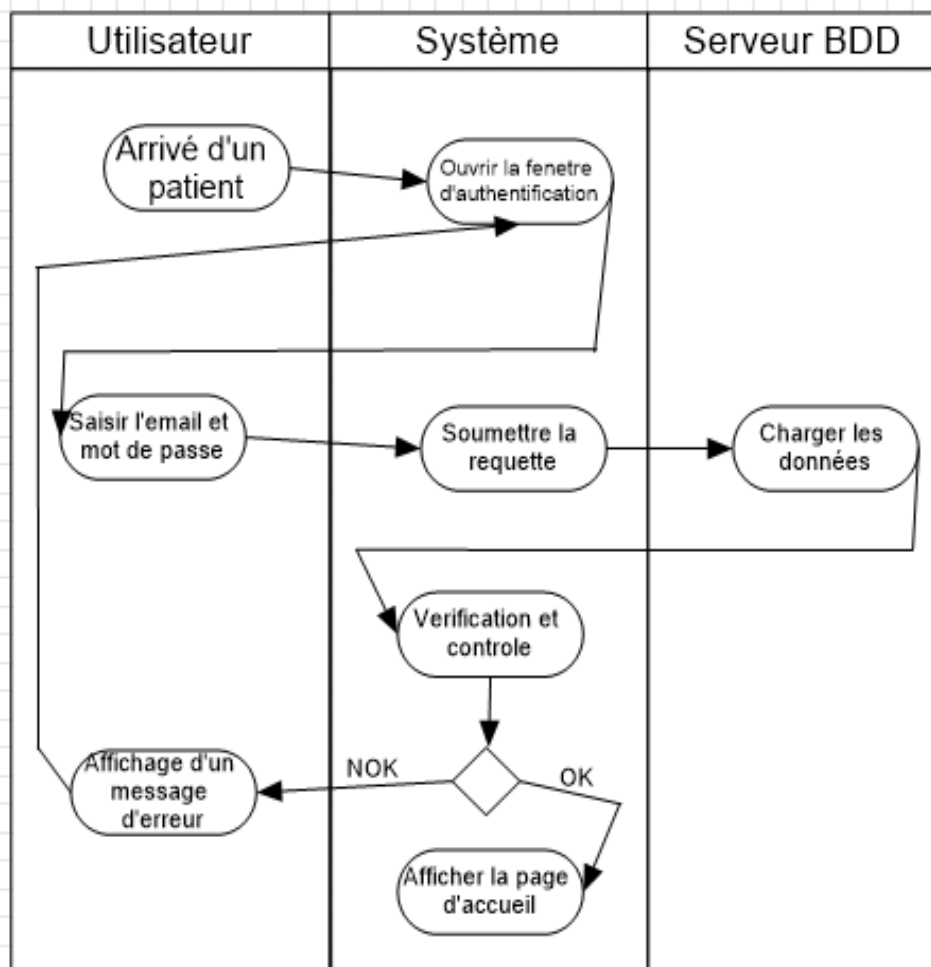 Utilisateur
Système
Serveur BDD
Arrivé d'un
patient
Ouvrir la fenetre
d'authentification
Saisir l'email et
mot de passe
Soumettre la
requette
Charger les
données
Verification et
controle
Affichage d'un
message
d'erreur
NOK
OK
Afficher la page
d'accueil